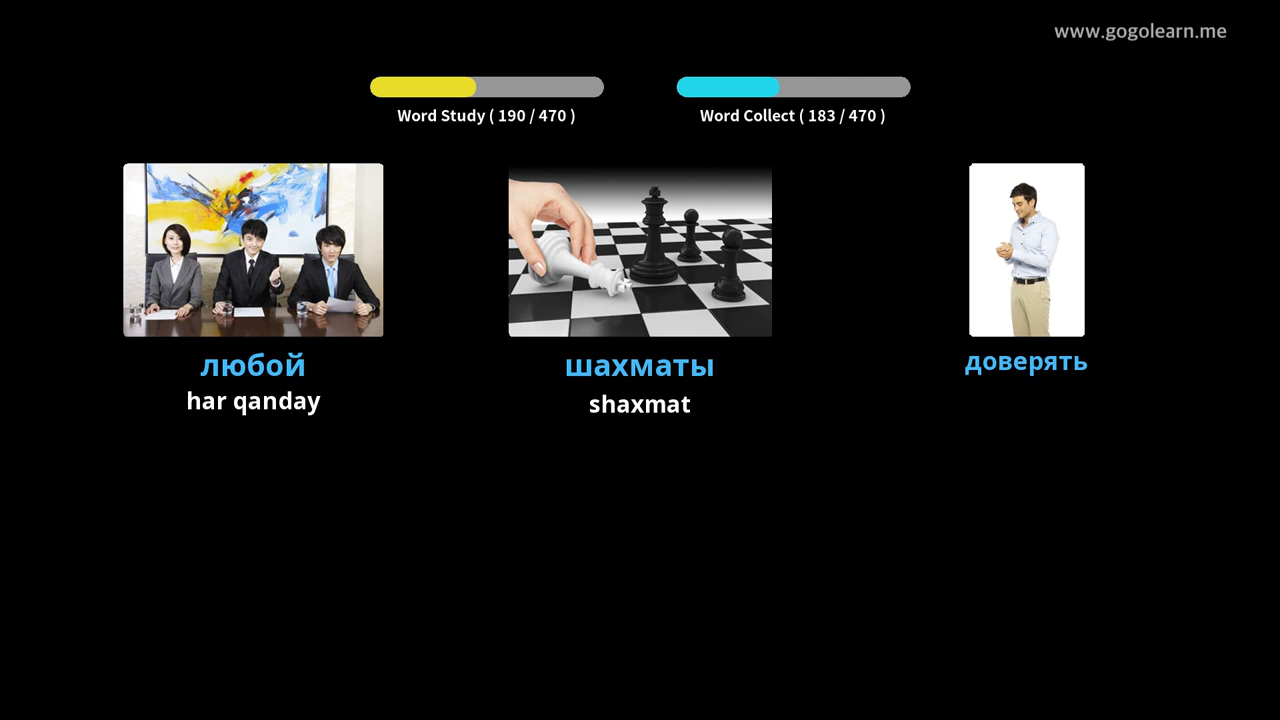 www.gogolearn.me
Word Study ( 190 / 470 )
Word Collect ( 183 / 470 )
любой
har qanday
шахматы
shaxmat
доверять